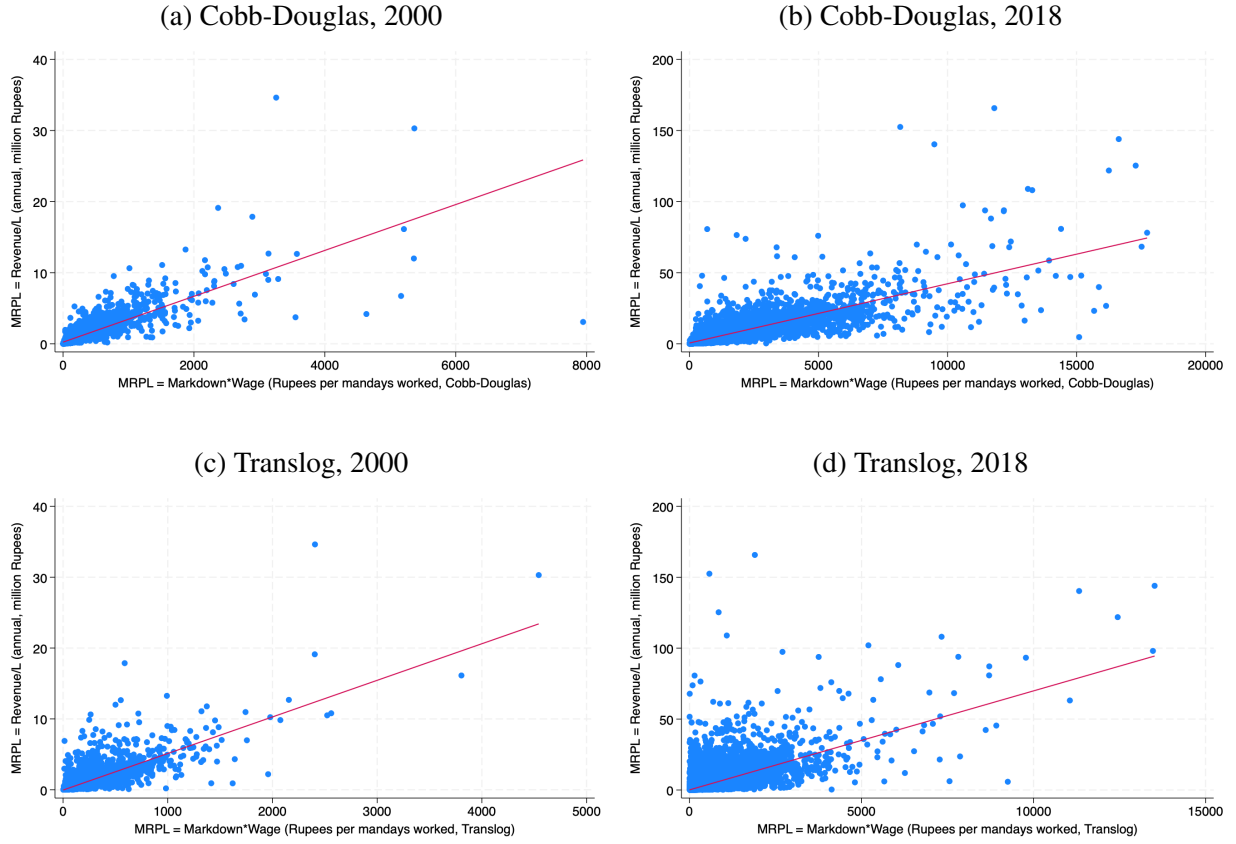 (a) Cobb-Douglas, 2000
MRPL = Revenue/L (annual, million Rupees)
40
30
20
10
0
0 2000 4000 6000 8000
MRPL = Markdown*Wage (Rupees per mandays worked, Cobb-Douglas)
(b) Cobb-Douglas, 2018
MRPL = Revenue/L (annual, million Rupees)
200
150
100
50
0
0 5000 10000 15000 20000
MRPL = Markdown*Wage (Rupees per mandays worked, Cobb-Douglas)
(c) Translog, 2000
MRPL = Revenue/L (annual, million Rupees)
40
30
20
10
0
0 1000 2000 3000 4000 5000
MRPL = Markdown*Wage (Rupees per mandays worked, Translog)
(d) Translog, 2018
MRPL = Revenue/L (annual, million Rupees)
200
150
100
50
0
0 5000 10000 15000
MRPL = Markdown*Wage (Rupees per mandays worked, Translog)